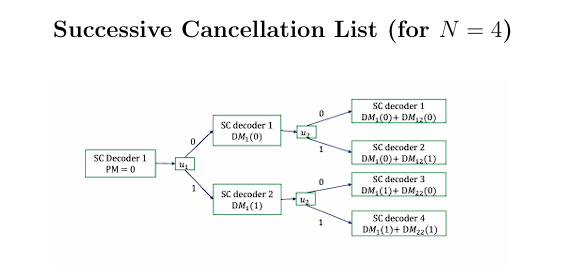 Successive Cancellation List (for N = 4)
SC Decoder 1
PM = 0
u₁
0
1
SC decoder 1
DM₁(0)
SC decoder 2
DM₁(1)
u₂
0
1
u₂
0
1
SC decoder 1
DM₁(0)+ DM₁₂(0)
SC decoder 2
DM₁(0)+ DM₁₂(1)
SC decoder 3
DM₁(1)+ DM₂₂(0)
SC decoder 4
DM₁(1)+ DM₂₂(1)